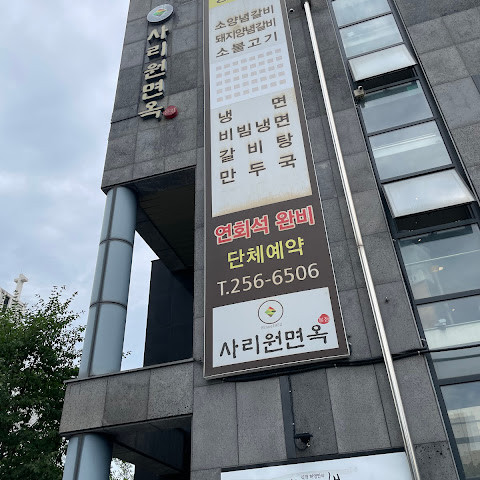 사리원면옥
소양념갈비
돼지양념갈비
소불고기
냉면
비빔냉면
갈비탕
만두국
연회석 완비
단체예약
T.256-6506
사리원면옥